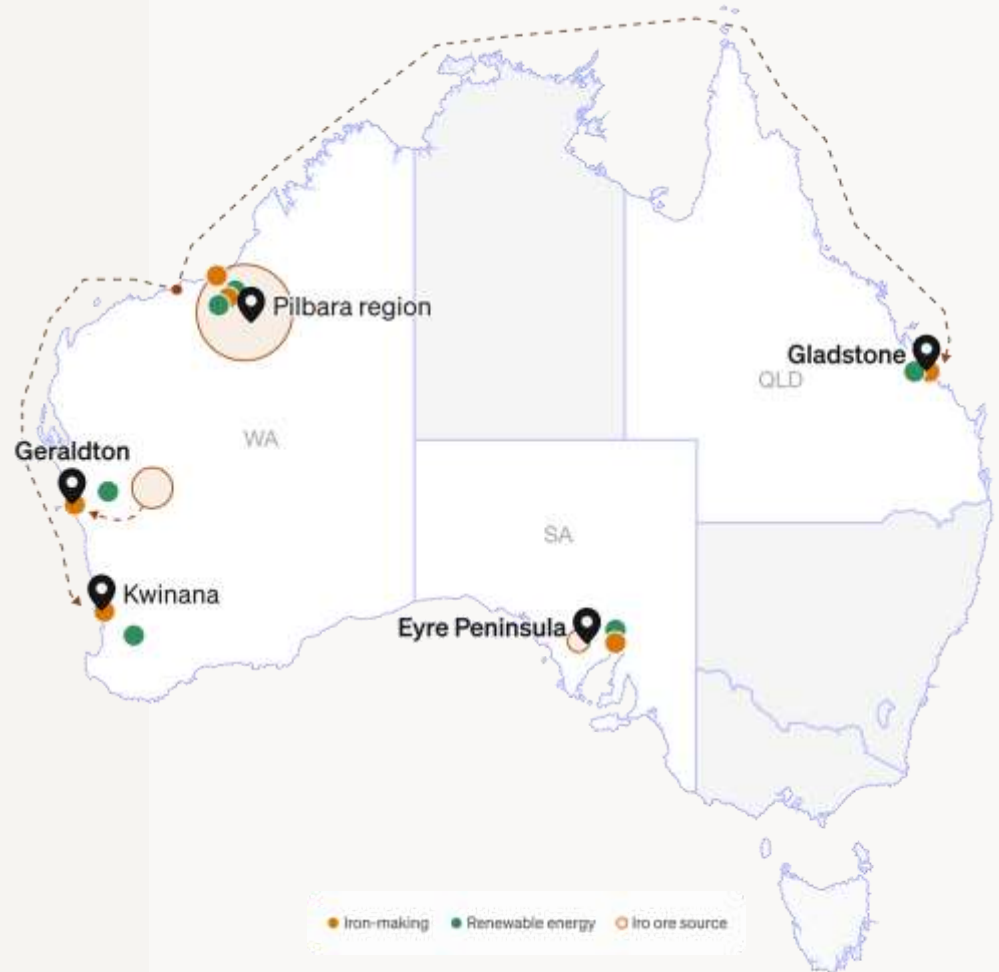 Pilbara region
Gladstone
QLD
WA
Geraldton
SA
Kwinana
Eyre Peninsula
Iron-making
Renewable energy
Iro ore source